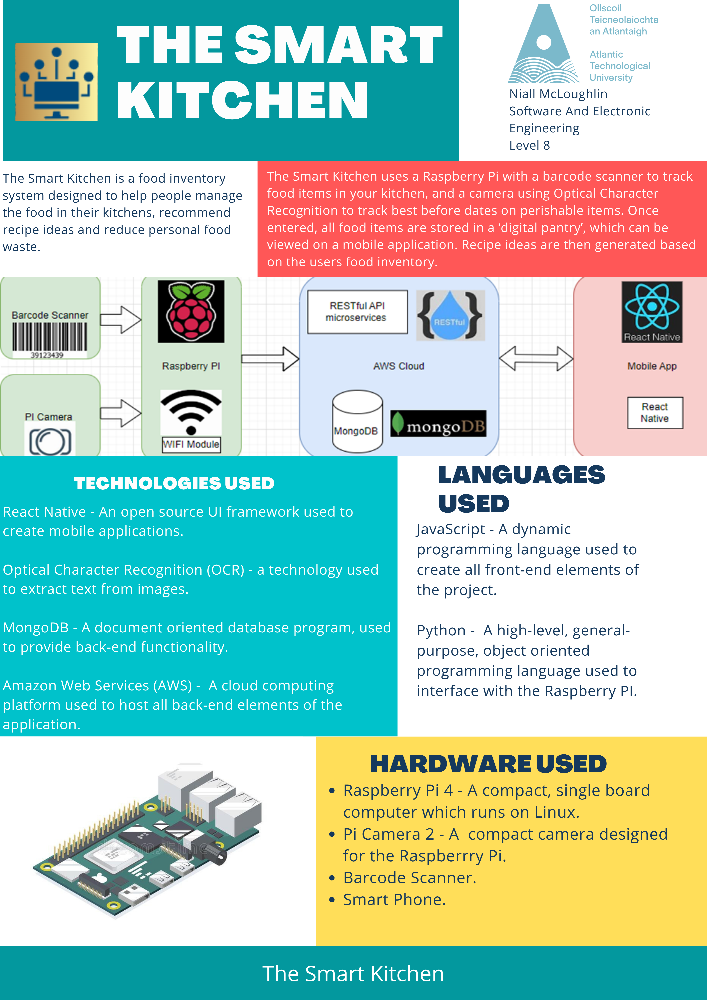 THE SMART
KITCHEN
Ollscoil
Teicneolaíochta
an Atlantaigh
Atlantic
Technological
University
Niall McLoughlin
Software And Electronic
Engineering
Level 8
The Smart Kitchen is a food inventory
system designed to help people manage
the food in their kitchens, recommend
recipe ideas and reduce personal food
waste.
The Smart Kitchen uses a Raspberry Pi with a barcode scanner to track
food items in your kitchen, and a camera using Optical Character
Recognition to track best before dates on perishable items. Once
entered, all food items are stored in a ‘digital pantry’, which can be
viewed on a mobile application. Recipe ideas are then generated based
on the users food inventory.
Barcode Scanner
39123439
PI Camera
Raspberry PI
WIFI Module
RESTful API
microservices
{RESTful}
AWS Cloud
MongoDB
mongoDB
React Native
Mobile App
React
Native
TECHNOLOGIES USED
React Native - An open source UI framework used to
create mobile applications.
Optical Character Recognition (OCR) - a technology used
to extract text from images.
MongoDB - A document oriented database program, used
to provide back-end functionality.
Amazon Web Services (AWS) -  A cloud computing
platform used to host all back-end elements of the
application.
LANGUAGES
USED
JavaScript - A dynamic
programming language used to
create all front-end elements of
the project.
Python -  A high-level, general-
purpose, object oriented
programming language used to
interface with the Raspberry PI.
dreamstime
HARDWARE USED
• Raspberry Pi 4 - A compact, single board
computer which runs on Linux.
• Pi Camera 2 - A  compact camera designed
for the Raspberrry Pi.
• Barcode Scanner.
• Smart Phone.
The Smart Kitchen